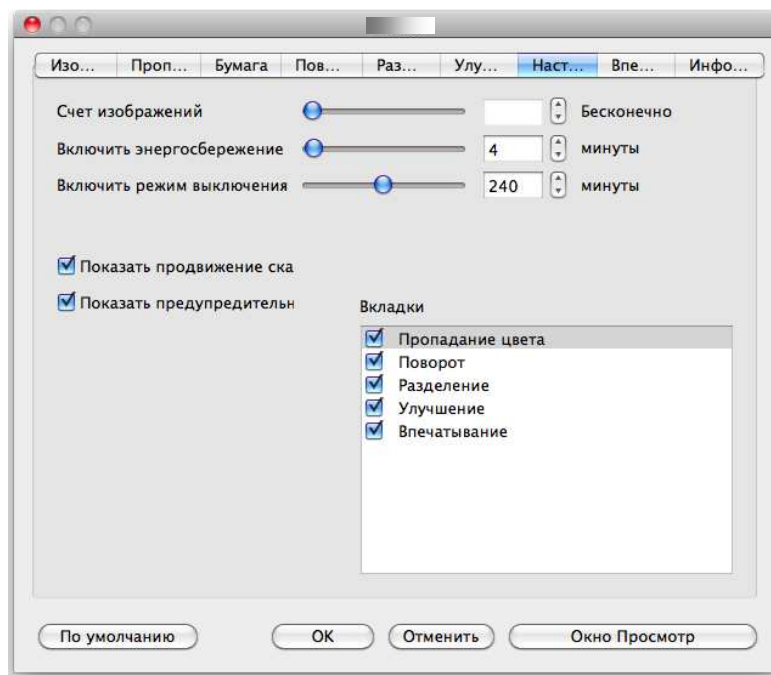 Изо... Проп... Бумага Пов... Раз... Улу... Наст... Впе... Инфо...
Счет изображений Бесконечно
Включить энергосбережение 4 минуты
Включить режим выключения 240 минуты
Показать продвижение ска
Показать предупредительн
Вкладки
Пропадание цвета
Поворот
Разделение
Улучшение
Впечатывание
По умолчанию OK Отменить Окно Просмотр